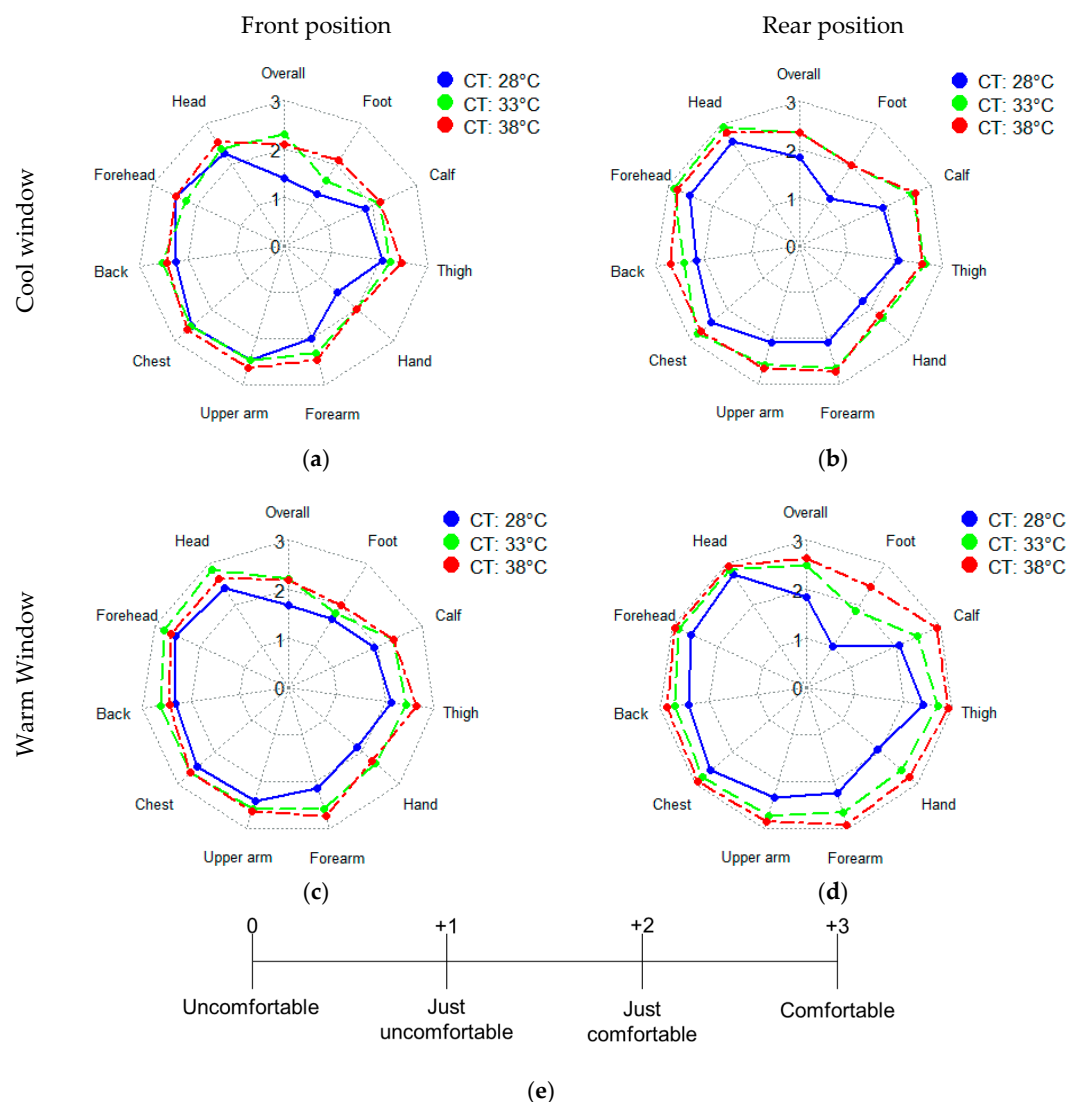 Front position
Rear position
Cool window
Overall
Head
Foot
Forehead
Calf
Back
Thigh
Chest
Hand
Upper arm
Forearm
3
2
1
0
CT: 28°C
CT: 33°C
CT: 38°C
(a)
Overall
Head
Foot
Forehead
Calf
Back
Thigh
Chest
Hand
Upper arm
Forearm
3
2
1
0
CT: 28°C
CT: 33°C
CT: 38°C
(b)
Warm Window
Overall
Head
Foot
Forehead
Calf
Back
Thigh
Chest
Hand
Upper arm
Forearm
3
2
1
0
CT: 28°C
CT: 33°C
CT: 38°C
(c)
Overall
Head
Foot
Forehead
Calf
Back
Thigh
Chest
Hand
Upper arm
Forearm
3
2
1
0
CT: 28°C
CT: 33°C
CT: 38°C
(d)
0
+1
+2
+3
Uncomfortable
Just
uncomfortable
Just
comfortable
Comfortable
(e)